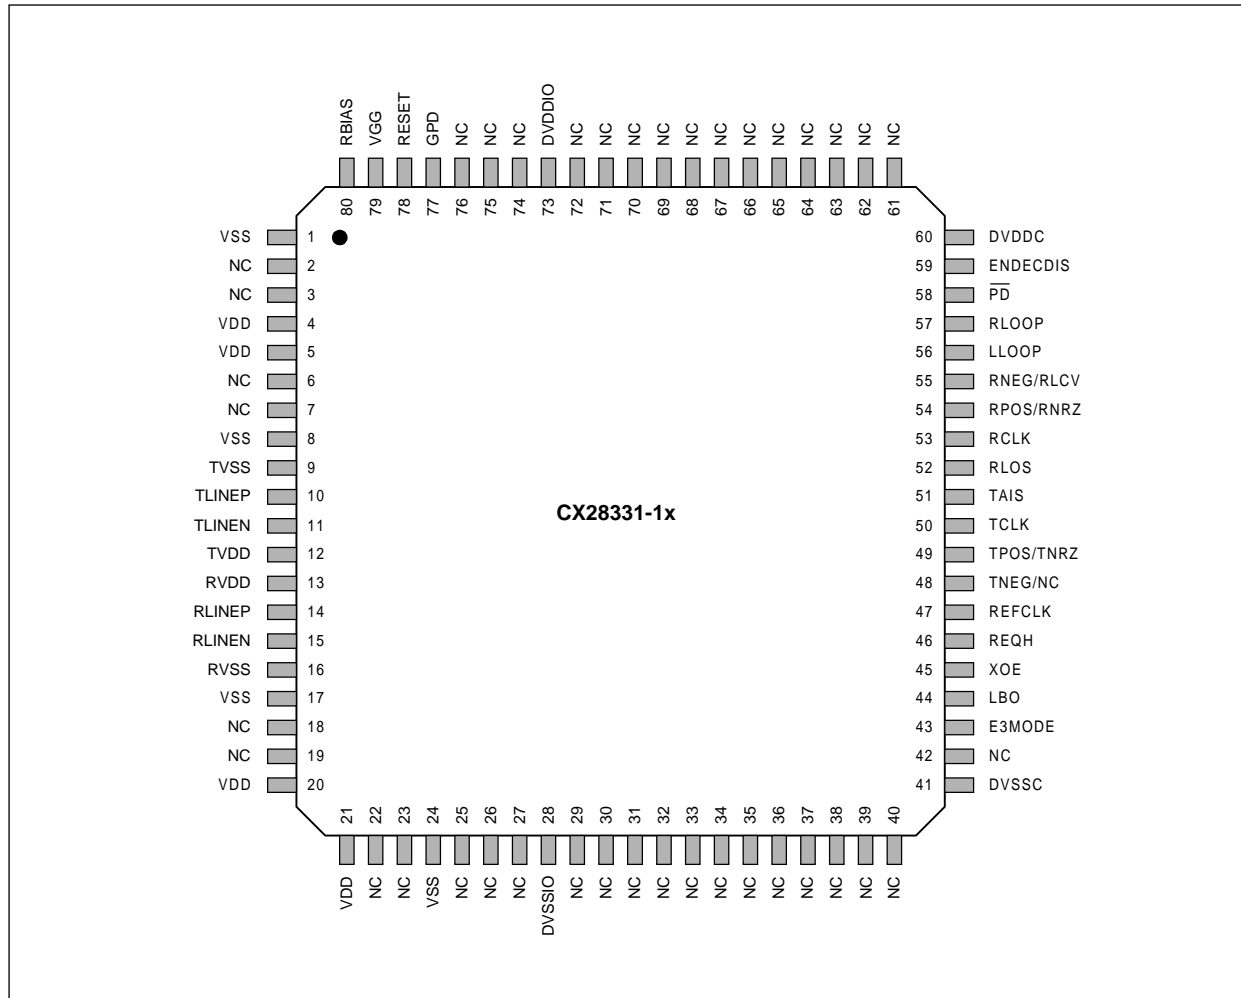 RBIAS VGG RESET GPD NC NC NC DVDDIO NC NC NC NC NC NC NC NC NC NC NC NC
80 79 78 77 76 75 74 73 72 71 70 69 68 67 66 65 64 63 62 61
VSS 1 60 DVDDC
NC 2 59 ENDECDIS
NC 3 58 PD
VDD 4 57 RLOOP
VDD 5 56 LLOOP
NC 6 55 RNEG/RLCV
NC 7 54 RPOS/RNRZ
VSS 8 53 RCLK
TVSS 9 52 RLOS
TLINEP 10 51 TAIS
TLINEN 11 50 TCLK
CX28331-1x
TVDD 12 49 TPOS/TNRZ
RVDD 13 48 TNEG/NC
RLINEP 14 47 REFCLK
RLINEN 15 46 REQH
RVSS 16 45 XOE
VSS 17 44 LBO
NC 18 43 E3MODE
NC 19 42 NC
VDD 20 41 DVSSC
21 22 23 24 25 26 27 28 29 30 31 32 33 34 35 36 37 38 39 40
VDD NC NC VSS NC NC NC DVSSIO NC NC NC NC NC NC NC NC NC NC NC NC